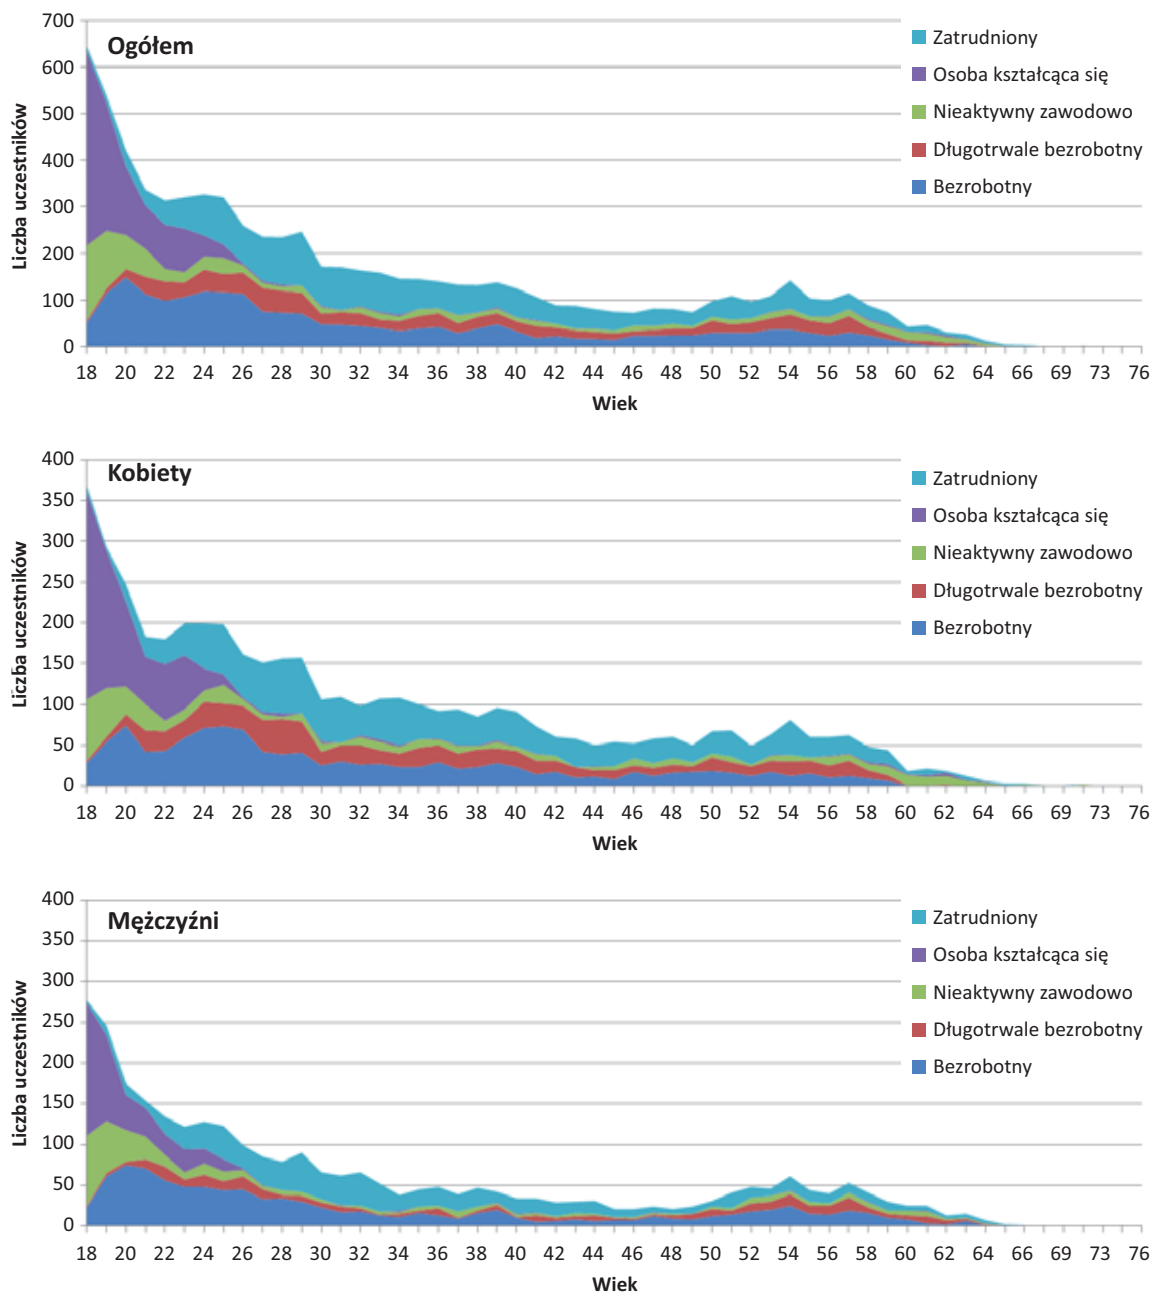 Ogółem
Liczba uczestników
700
600
500
400
300
200
100
0
18 20 22 24 26 28 30 32 34 36 38 40 42 44 46 48 50 52 54 56 58 60 62 64 66 69 73 76
Wiek
Zatrudniony
Osoba kształcąca się
Nieaktywny zawodowo
Długotrwale bezrobotny
Bezrobotny
Kobiety
Liczba uczestników
400
350
300
250
200
150
100
50
0
18 20 22 24 26 28 30 32 34 36 38 40 42 44 46 48 50 52 54 56 58 60 62 64 66 69 73 76
Wiek
Zatrudniony
Osoba kształcąca się
Nieaktywny zawodowo
Długotrwale bezrobotny
Bezrobotny
Mężczyźni
Liczba uczestników
400
350
300
250
200
150
100
50
0
18 20 22 24 26 28 30 32 34 36 38 40 42 44 46 48 50 52 54 56 58 60 62 64 66 69 73 76
Wiek
Zatrudniony
Osoba kształcąca się
Nieaktywny zawodowo
Długotrwale bezrobotny
Bezrobotny